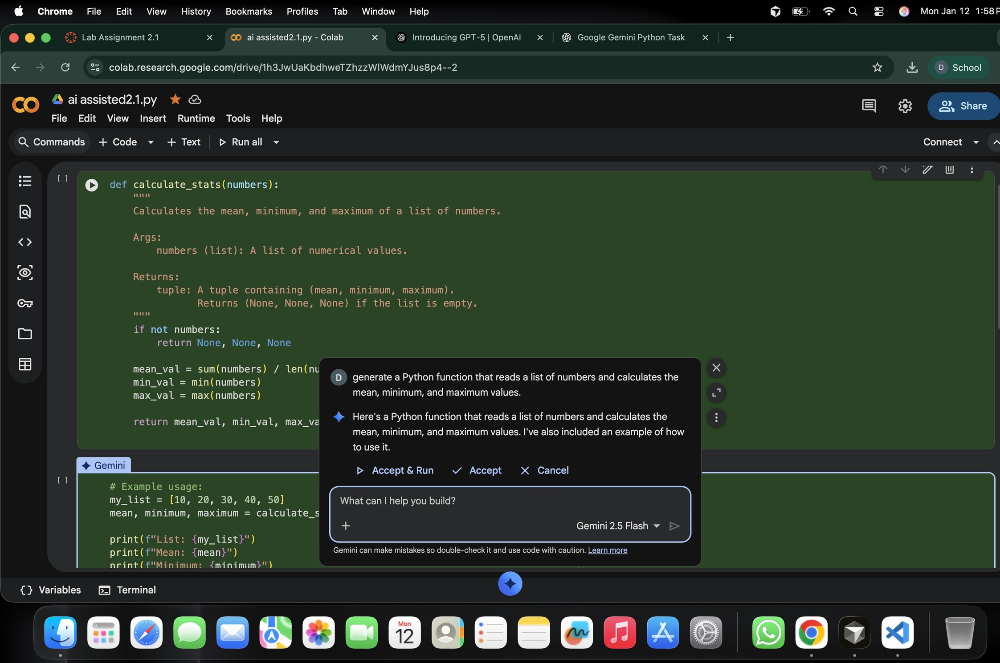 Chrome File Edit View History Bookmarks Profiles Tab Window Help
Mon Jan 12 1:58P
Lab Assignment 2.1
ai assisted2.1.py - Colab
Introducing GPT-5 | OpenAI
Google Gemini Python Task
colab.research.google.com/drive/1h3JwUaKbdhweTZhzzWlWdmYJus8p4--2
D School
ai assisted2.1.py
File Edit View Insert Runtime Tools Help
Share
Commands + Code + Text Run all
Connect
[ ]
def calculate_stats(numbers):
"""
Calculates the mean, minimum, and maximum of a list of numbers.
Args:
numbers (list): A list of numerical values.
Returns:
tuple: A tuple containing (mean, minimum, maximum).
Returns (None, None, None) if the list is empty.
"""
if not numbers:
return None, None, None
mean_val = sum(numbers) / len(nu
min_val = min(numbers)
max_val = max(numbers)
return mean_val, min_val, max_va
D
generate a Python function that reads a list of numbers and calculates the
mean, minimum, and maximum values.
Here's a Python function that reads a list of numbers and calculates the
mean, minimum, and maximum values. I've also included an example of how
to use it.
Accept & Run Accept Cancel
What can I help you build?
+ Gemini 2.5 Flash
Gemini can make mistakes so double-check it and use code with caution. Learn more
Gemini
[ ]
# Example usage:
my_list = [10, 20, 30, 40, 50]
mean, minimum, maximum = calculate_s
print(f"List: {my_list}")
print(f"Mean: {mean}")
print(f"Minimum: {minimum}")
{} Variables Terminal
Mon
12